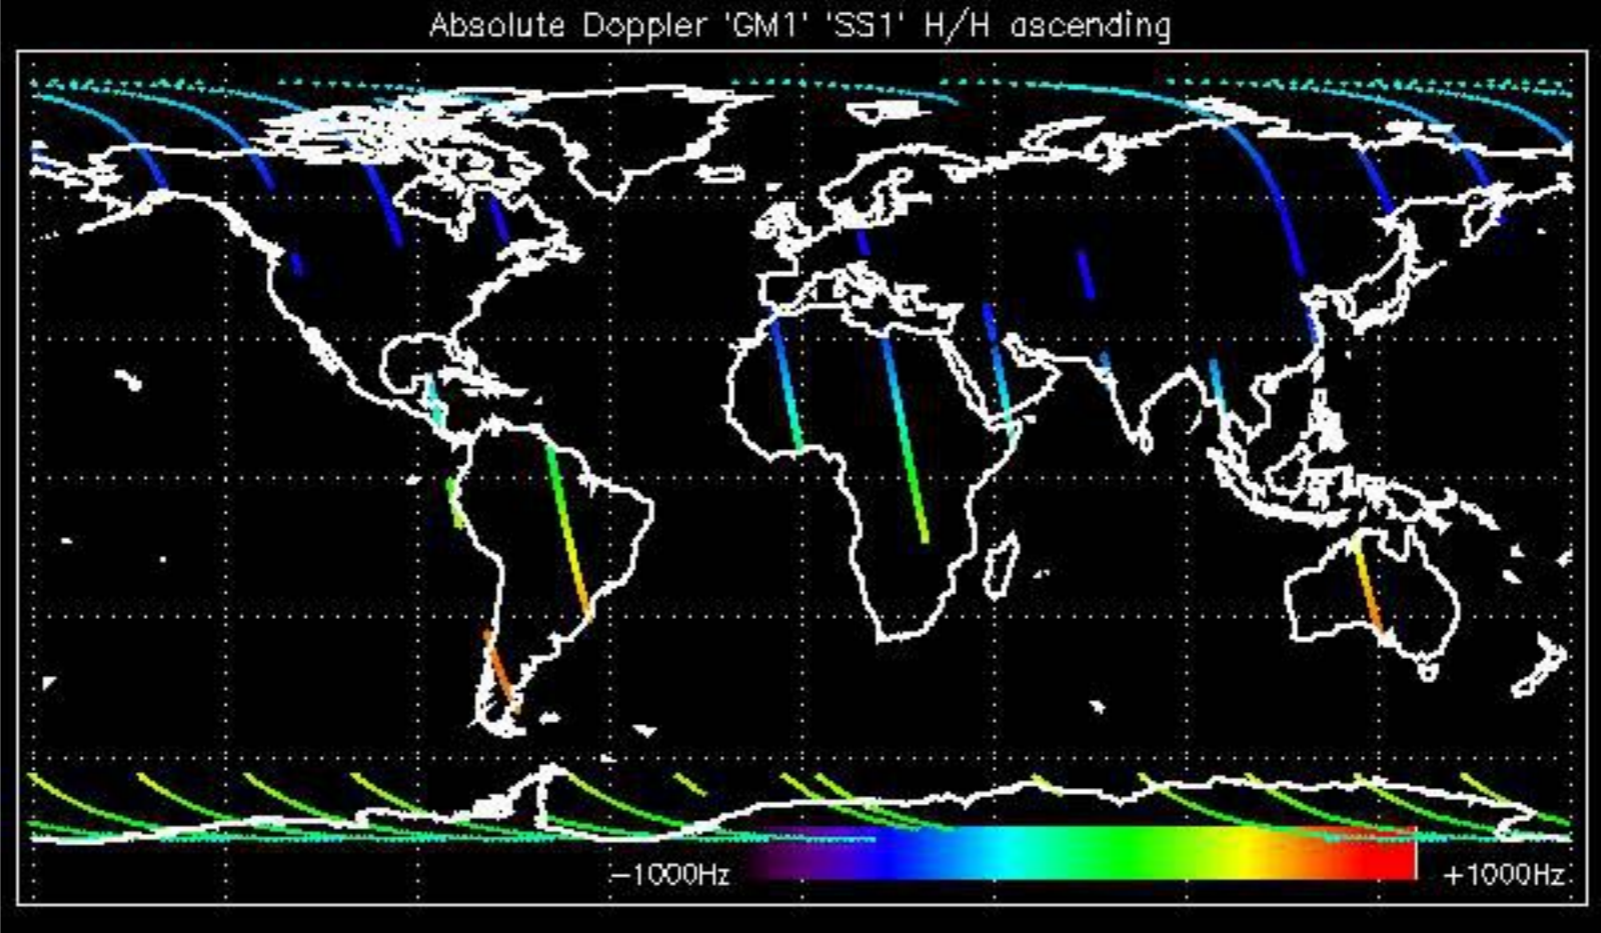 Absolute Doppler 'GM1' 'SS1' H/H ascending
−1000Hz
+1000Hz